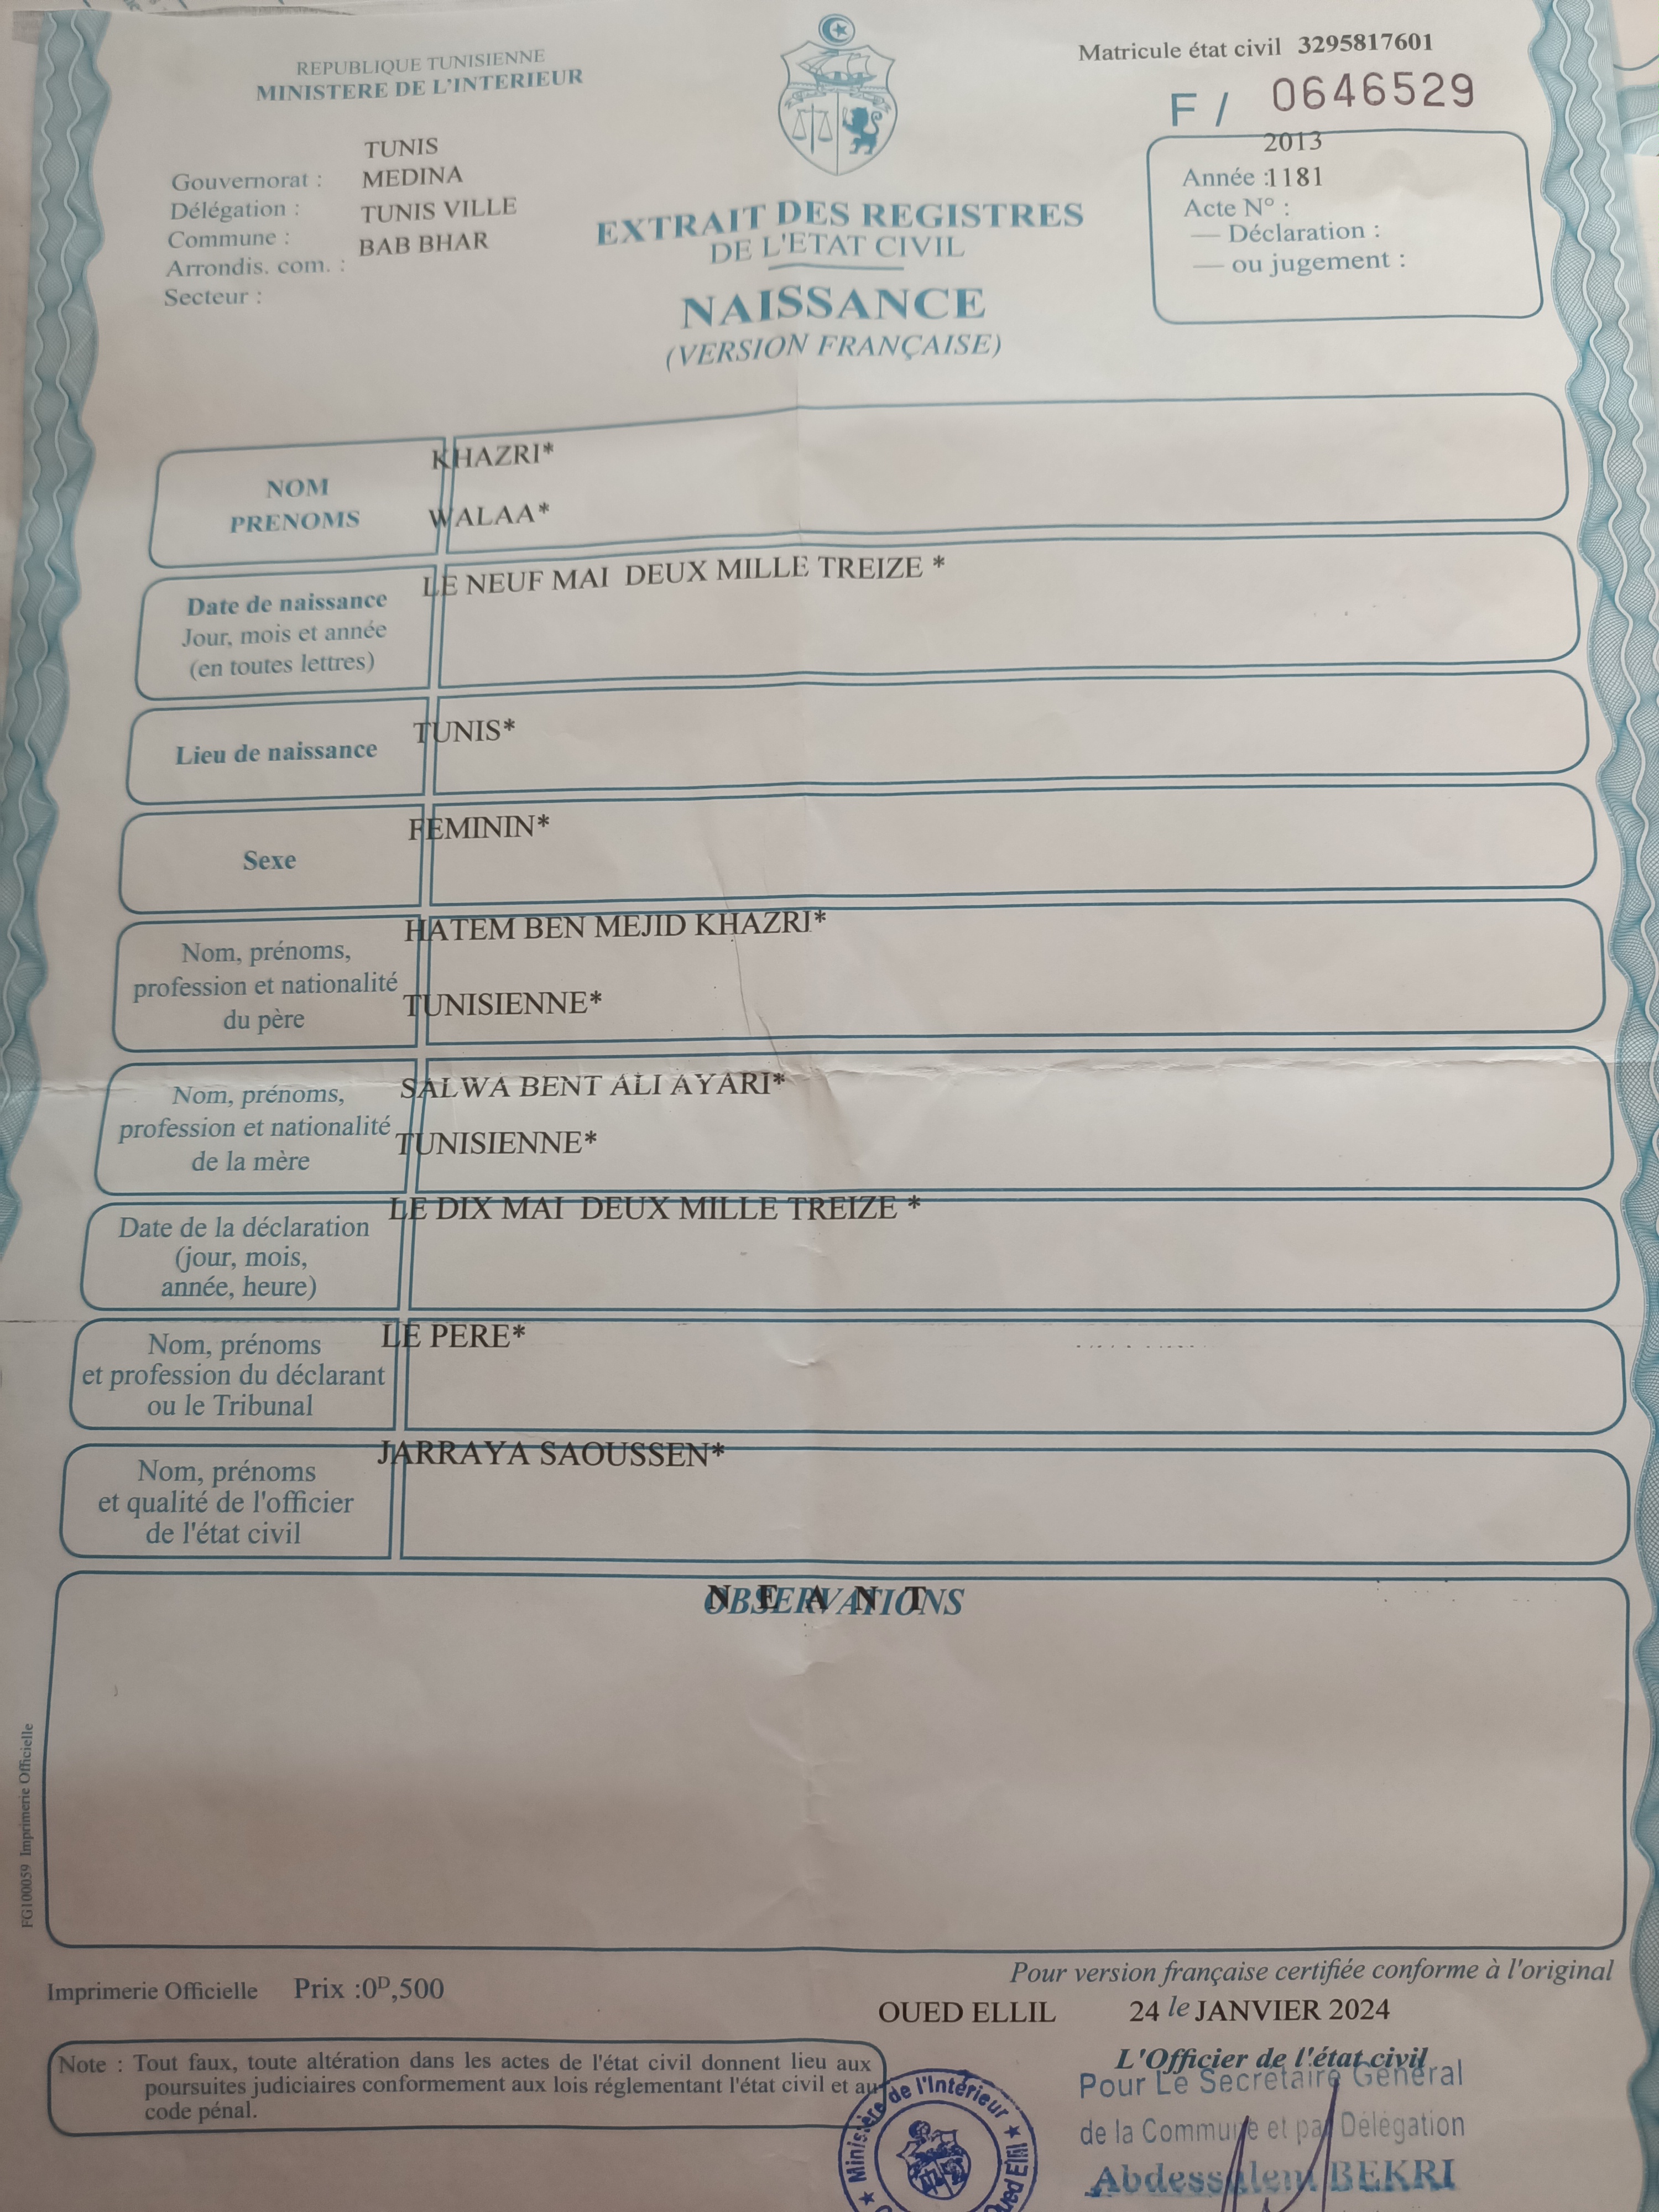 REPUBLIQUE TUNISIENNE
MINISTERE DE L'INTERIEUR
Matricule état civil 3295817601
F / 0646529
TUNIS
Gouvernorat : MEDINA
Délégation : TUNIS VILLE
Commune : BAB BHAR
Arrondis. com. :
Secteur :
2013
Année :1181
Acte N° :
— Déclaration :
— ou jugement :
EXTRAIT DES REGISTRES
DE L'ETAT CIVIL
NAISSANCE
(VERSION FRANÇAISE)
KHAZRI*
NOM
PRENOMS
WALAA*
LE NEUF MAI DEUX MILLE TREIZE *
Date de naissance
Jour, mois et année
(en toutes lettres)
TUNIS*
Lieu de naissance
FEMININ*
Sexe
HATEM BEN MEJID KHAZRI*
Nom, prénoms,
profession et nationalité
du père
TUNISIENNE*
SALWA BENT ALI AYARI*
Nom, prénoms,
profession et nationalité
de la mère
TUNISIENNE*
LE DIX MAI DEUX MILLE TREIZE *
Date de la déclaration
(jour, mois,
année, heure)
LE PERE*
Nom, prénoms
et profession du déclarant
ou le Tribunal
JARRAYA SAOUSSEN*
Nom, prénoms
et qualité de l'officier
de l'état civil
OBSERVATIONS
N E A N T
FG100059 Imprimerie Officielle
Imprimerie Officielle Prix :0D,500
Pour version française certifiée conforme à l'original
OUED ELLIL 24 le JANVIER 2024
L'Officier de l'état civil
Pour Le Secrétaire Général
de la Commune et par Délégation
Abdessalem BEKRI
Note : Tout faux, toute altération dans les actes de l'état civil donnent lieu aux
poursuites judiciaires conformement aux lois réglementant l'état civil et au
code pénal.
Ministère de l'Intérieur
Oued Ellil